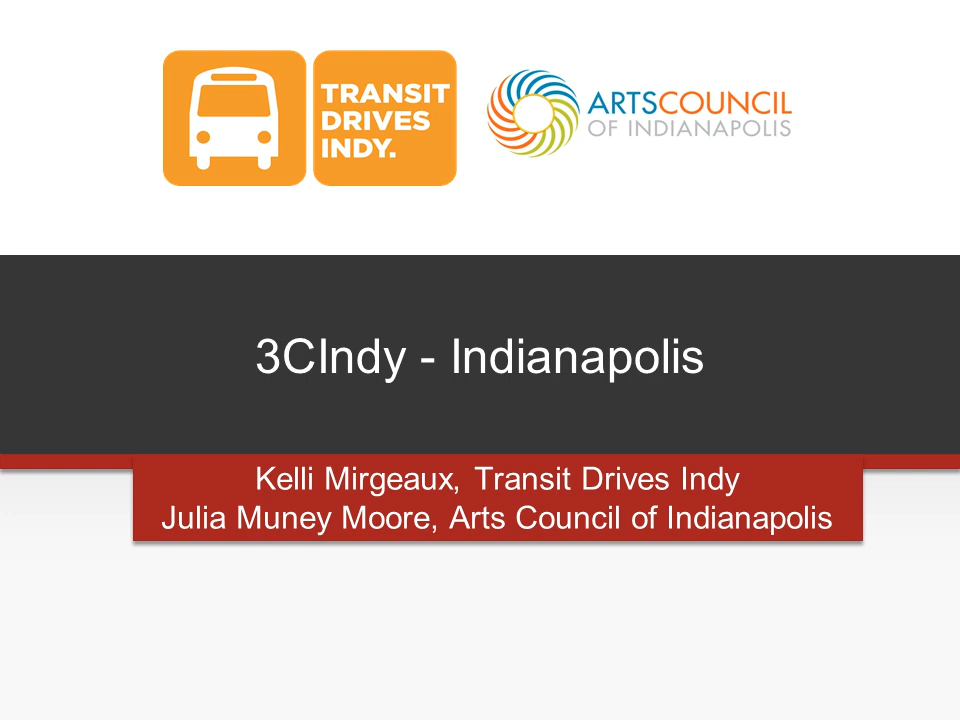 TRANSIT
DRIVES
INDY.
ARTSCOUNCIL
OF INDIANAPOLIS
3CIndy - Indianapolis
Kelli Mirgeaux, Transit Drives Indy
Julia Muney Moore, Arts Council of Indianapolis